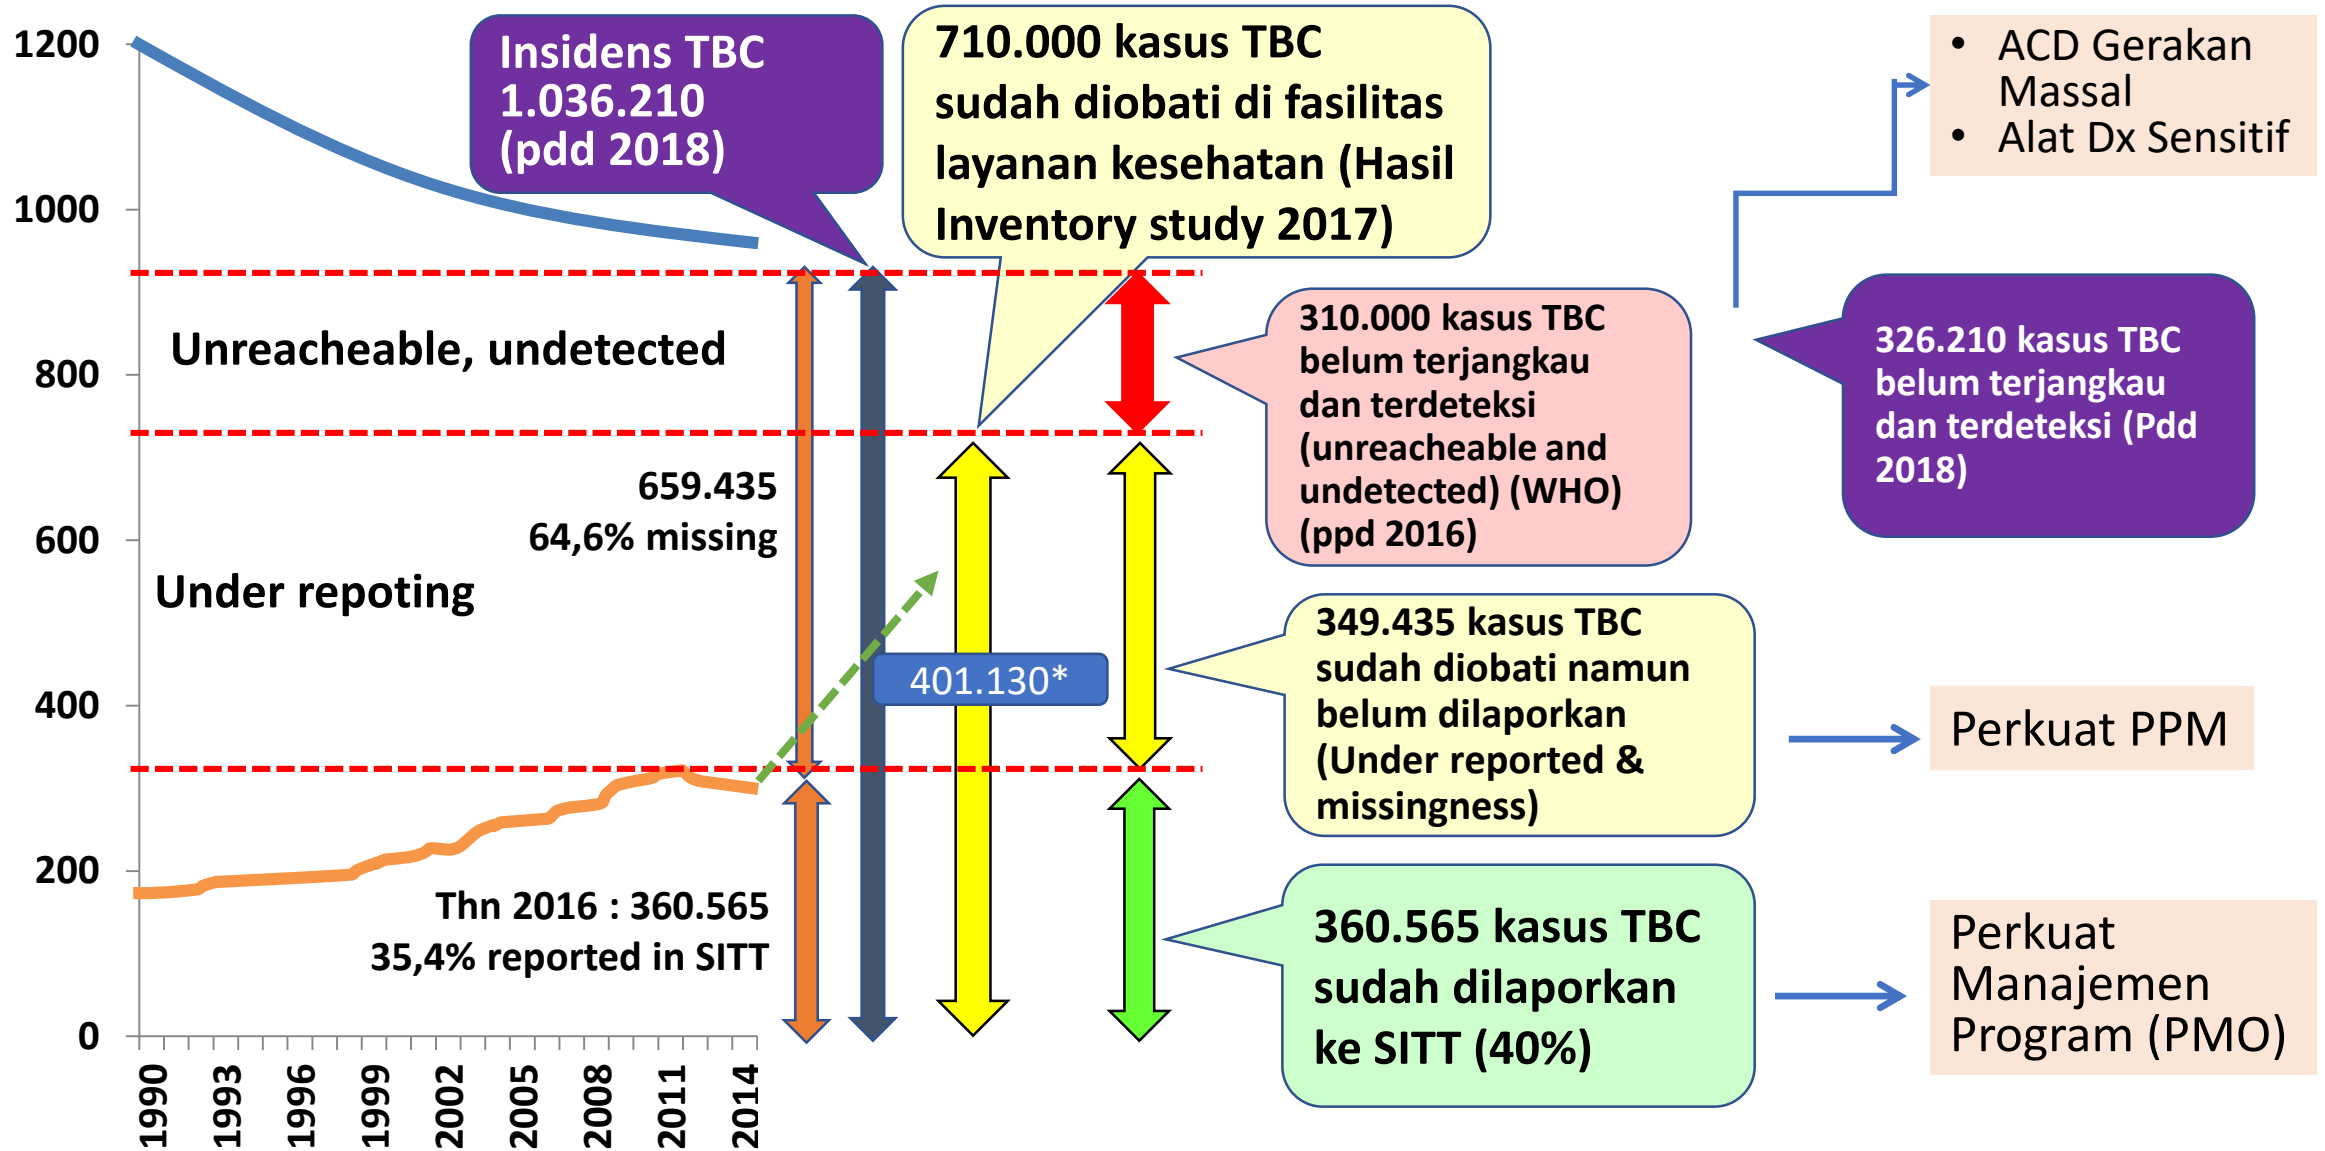 1200
1000
800
600
400
200
0
1990
1993
1996
1999
2002
2005
2008
2011
2014
Insidens TBC
1.036.210
(pdd 2018)
710.000 kasus TBC
sudah diobati di fasilitas
layanan kesehatan (Hasil
Inventory study 2017)
• ACD Gerakan
Massal
• Alat Dx Sensitif
Unreacheable, undetected
310.000 kasus TBC
belum terjangkau
dan terdeteksi
(unreacheable and
undetected) (WHO)
(ppd 2016)
326.210 kasus TBC
belum terjangkau
dan terdeteksi (Pdd
2018)
659.435
64,6% missing
Under repoting
401.130*
349.435 kasus TBC
sudah diobati namun
belum dilaporkan
(Under reported &
missingness)
Perkuat PPM
Thn 2016 : 360.565
35,4% reported in SITT
360.565 kasus TBC
sudah dilaporkan
ke SITT (40%)
Perkuat
Manajemen
Program (PMO)